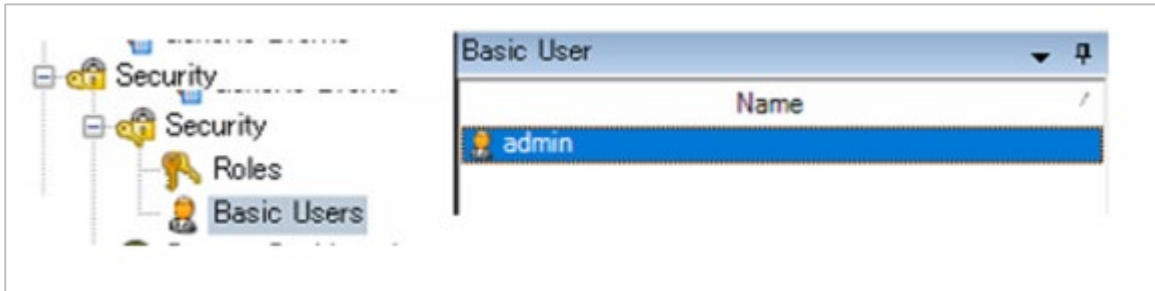 Security
Security
Roles
Basic Users
Basic User
Name
admin